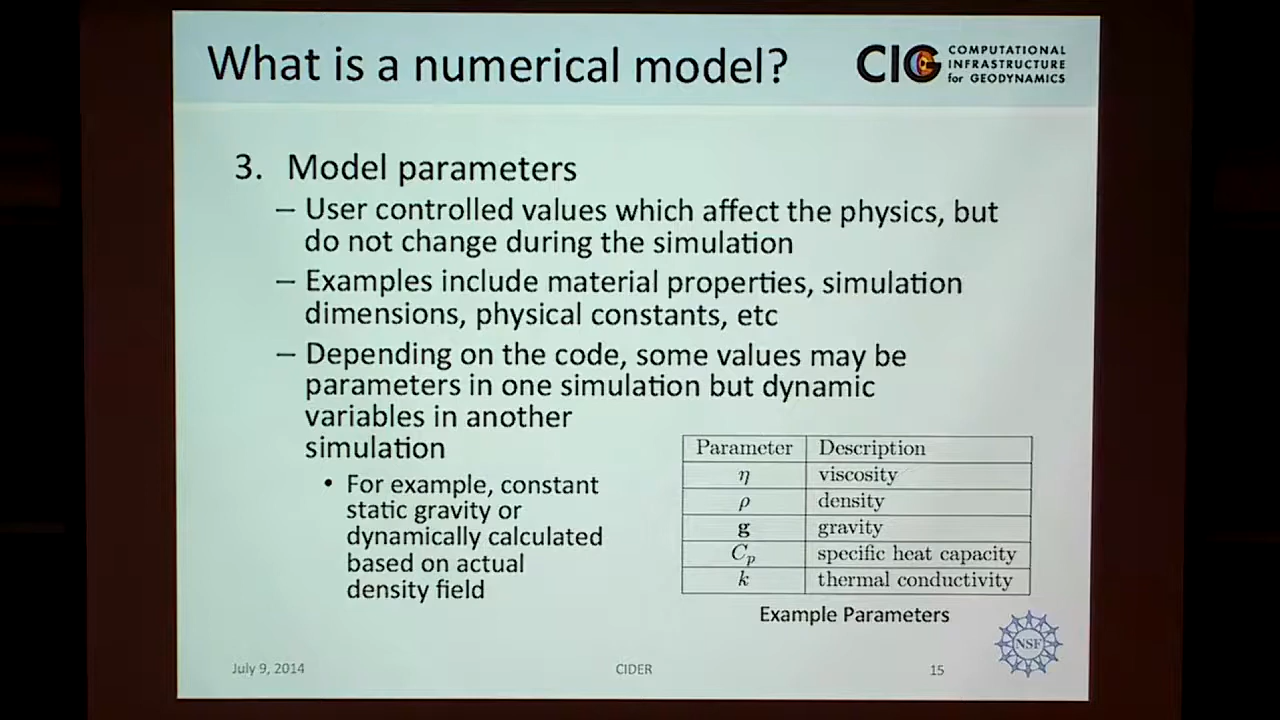 What is a numerical model?
CIG COMPUTATIONAL
INFRASTRUCTURE
for GEODYNAMICS
3. Model parameters
– User controlled values which affect the physics, but
do not change during the simulation
– Examples include material properties, simulation
dimensions, physical constants, etc
– Depending on the code, some values may be
parameters in one simulation but dynamic
variables in another
simulation
• For example, constant
static gravity or
dynamically calculated
based on actual
density field
Parameter Description
η viscosity
ρ density
g gravity
Cp specific heat capacity
k thermal conductivity
Example Parameters
NSF
July 9, 2014 CIDER 15